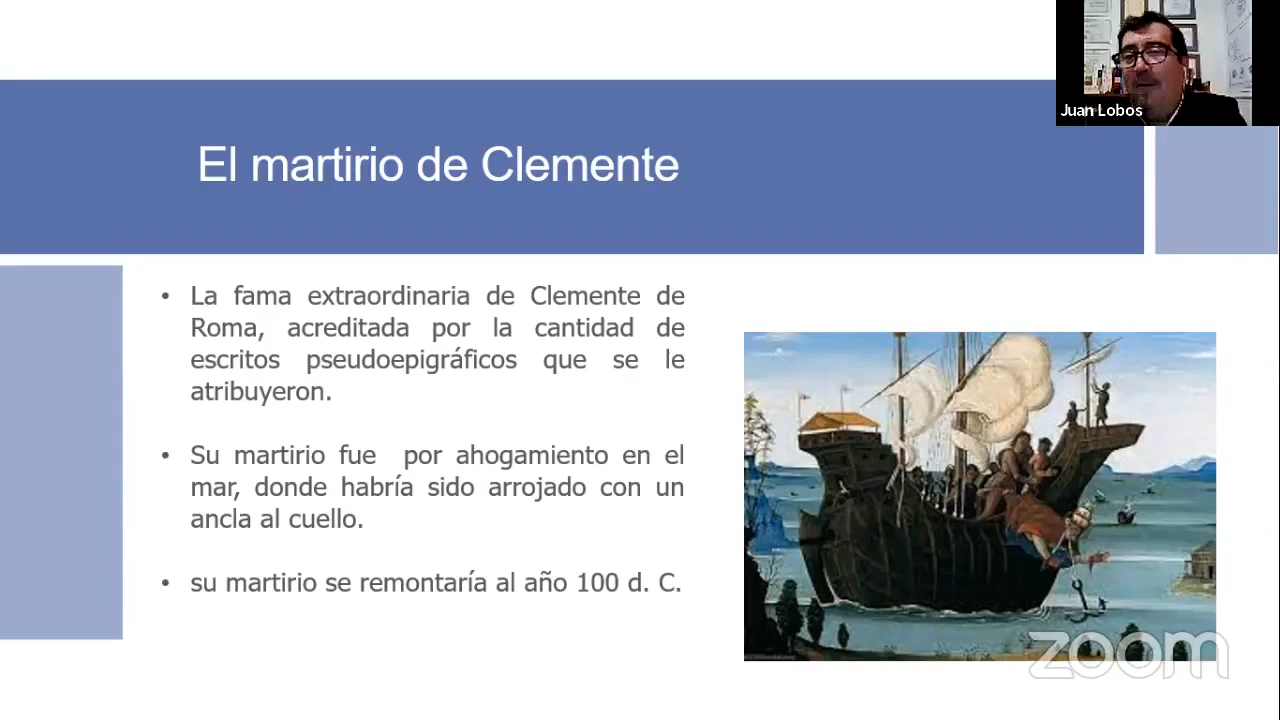 Juan Lobos
El martirio de Clemente
• La fama extraordinaria de Clemente de
Roma, acreditada por la cantidad de
escritos pseudoepigráficos que se le
atribuyeron.
• Su martirio fue por ahogamiento en el
mar, donde habría sido arrojado con un
ancla al cuello.
• su martirio se remontaría al año 100 d. C.
zoom